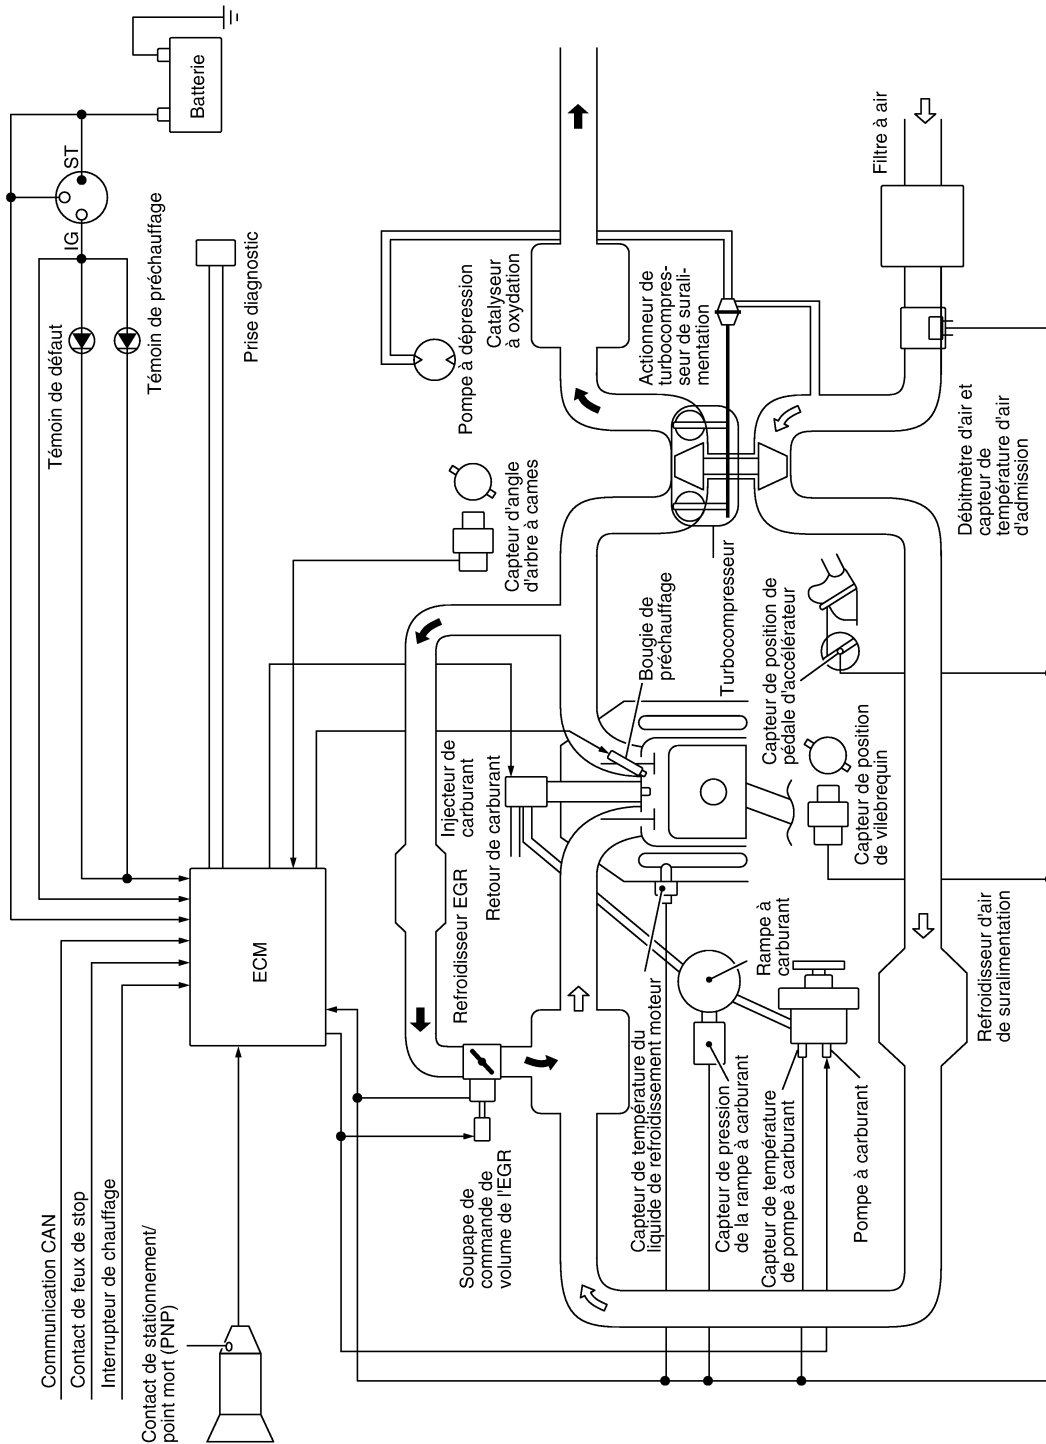 Communication CAN
Contact de feux de stop
Interrupteur de chauffage
Contact de stationnement/
point mort (PNP)
ECM
Témoin de défaut
Témoin de préchauffage
IG
ST
Batterie
Prise diagnostic
Capteur d'angle
d'arbre à cames
Pompe à dépression
Catalyseur
à oxydation
Soupape de
commande de
volume de l'EGR
Refroidisseur EGR
Injecteur de
carburant
Retour de carburant
Bougie de
préchauffage
Actionneur de
turbocompres-
seur de surali-
mentation
Turbocompresseur
Filtre à air
Capteur de température du
liquide de refroidissement moteur
Capteur de pression
de la rampe à carburant
Rampe à
carburant
Capteur de température
de pompe à carburant
Pompe à carburant
Capteur de position de
pédale d'accélérateur
Capteur de position
de vilebrequin
Débitmètre d'air et
capteur de
température d'air
d'admission
Refroidisseur d'air
de suralimentation